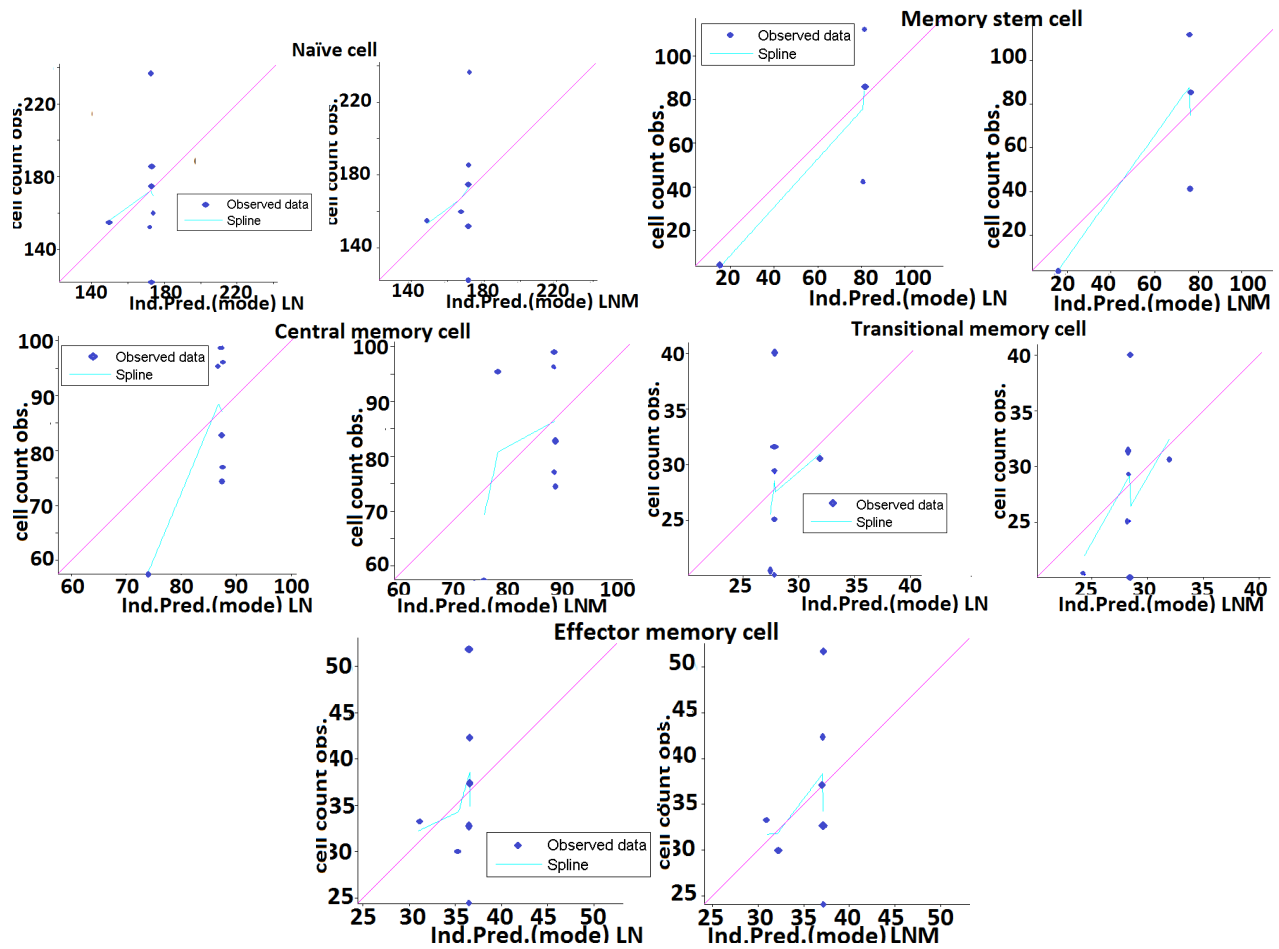 Naïve cell
Memory stem cell
cell count obs.
220
180
140
140
180
220
Observed data
Spline
Ind.Pred.(mode) LN
cell count obs.
220
180
140
140
180
220
Ind.Pred.(mode) LNM
Observed data
Spline
cell count obs.
100
80
60
40
20
20
40
60
80
100
Ind.Pred.(mode) LN
cell count obs.
100
80
60
40
20
20
40
60
80
100
Ind.Pred.(mode) LNM
Central memory cell
Transitional memory cell
Observed data
Spline
cell count obs.
100
90
80
70
60
60
70
80
90
100
Ind.Pred.(mode) LN
cell count obs.
100
90
80
70
60
60
70
80
90
100
Ind.Pred.(mode) LNM
cell count obs.
40
35
30
25
25
30
35
40
Observed data
Spline
Ind.Pred.(mode) LN
cell count obs.
40
35
30
25
25
30
35
40
Ind.Pred.(mode) LNM
Effector memory cell
cell count obs.
50
45
40
35
30
25
25
30
35
40
45
50
Observed data
Spline
Ind.Pred.(mode) LN
cell count obs.
50
45
40
35
30
25
25
30
35
40
45
50
Ind.Pred.(mode) LNM